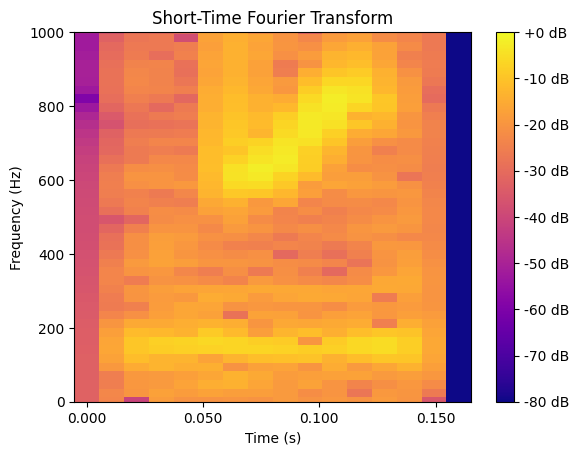 Short-Time Fourier Transform
1000
800
600
400
200
0
Frequency (Hz)
0.000
0.050
0.100
0.150
Time (s)
+0 dB
-10 dB
-20 dB
-30 dB
-40 dB
-50 dB
-60 dB
-70 dB
-80 dB